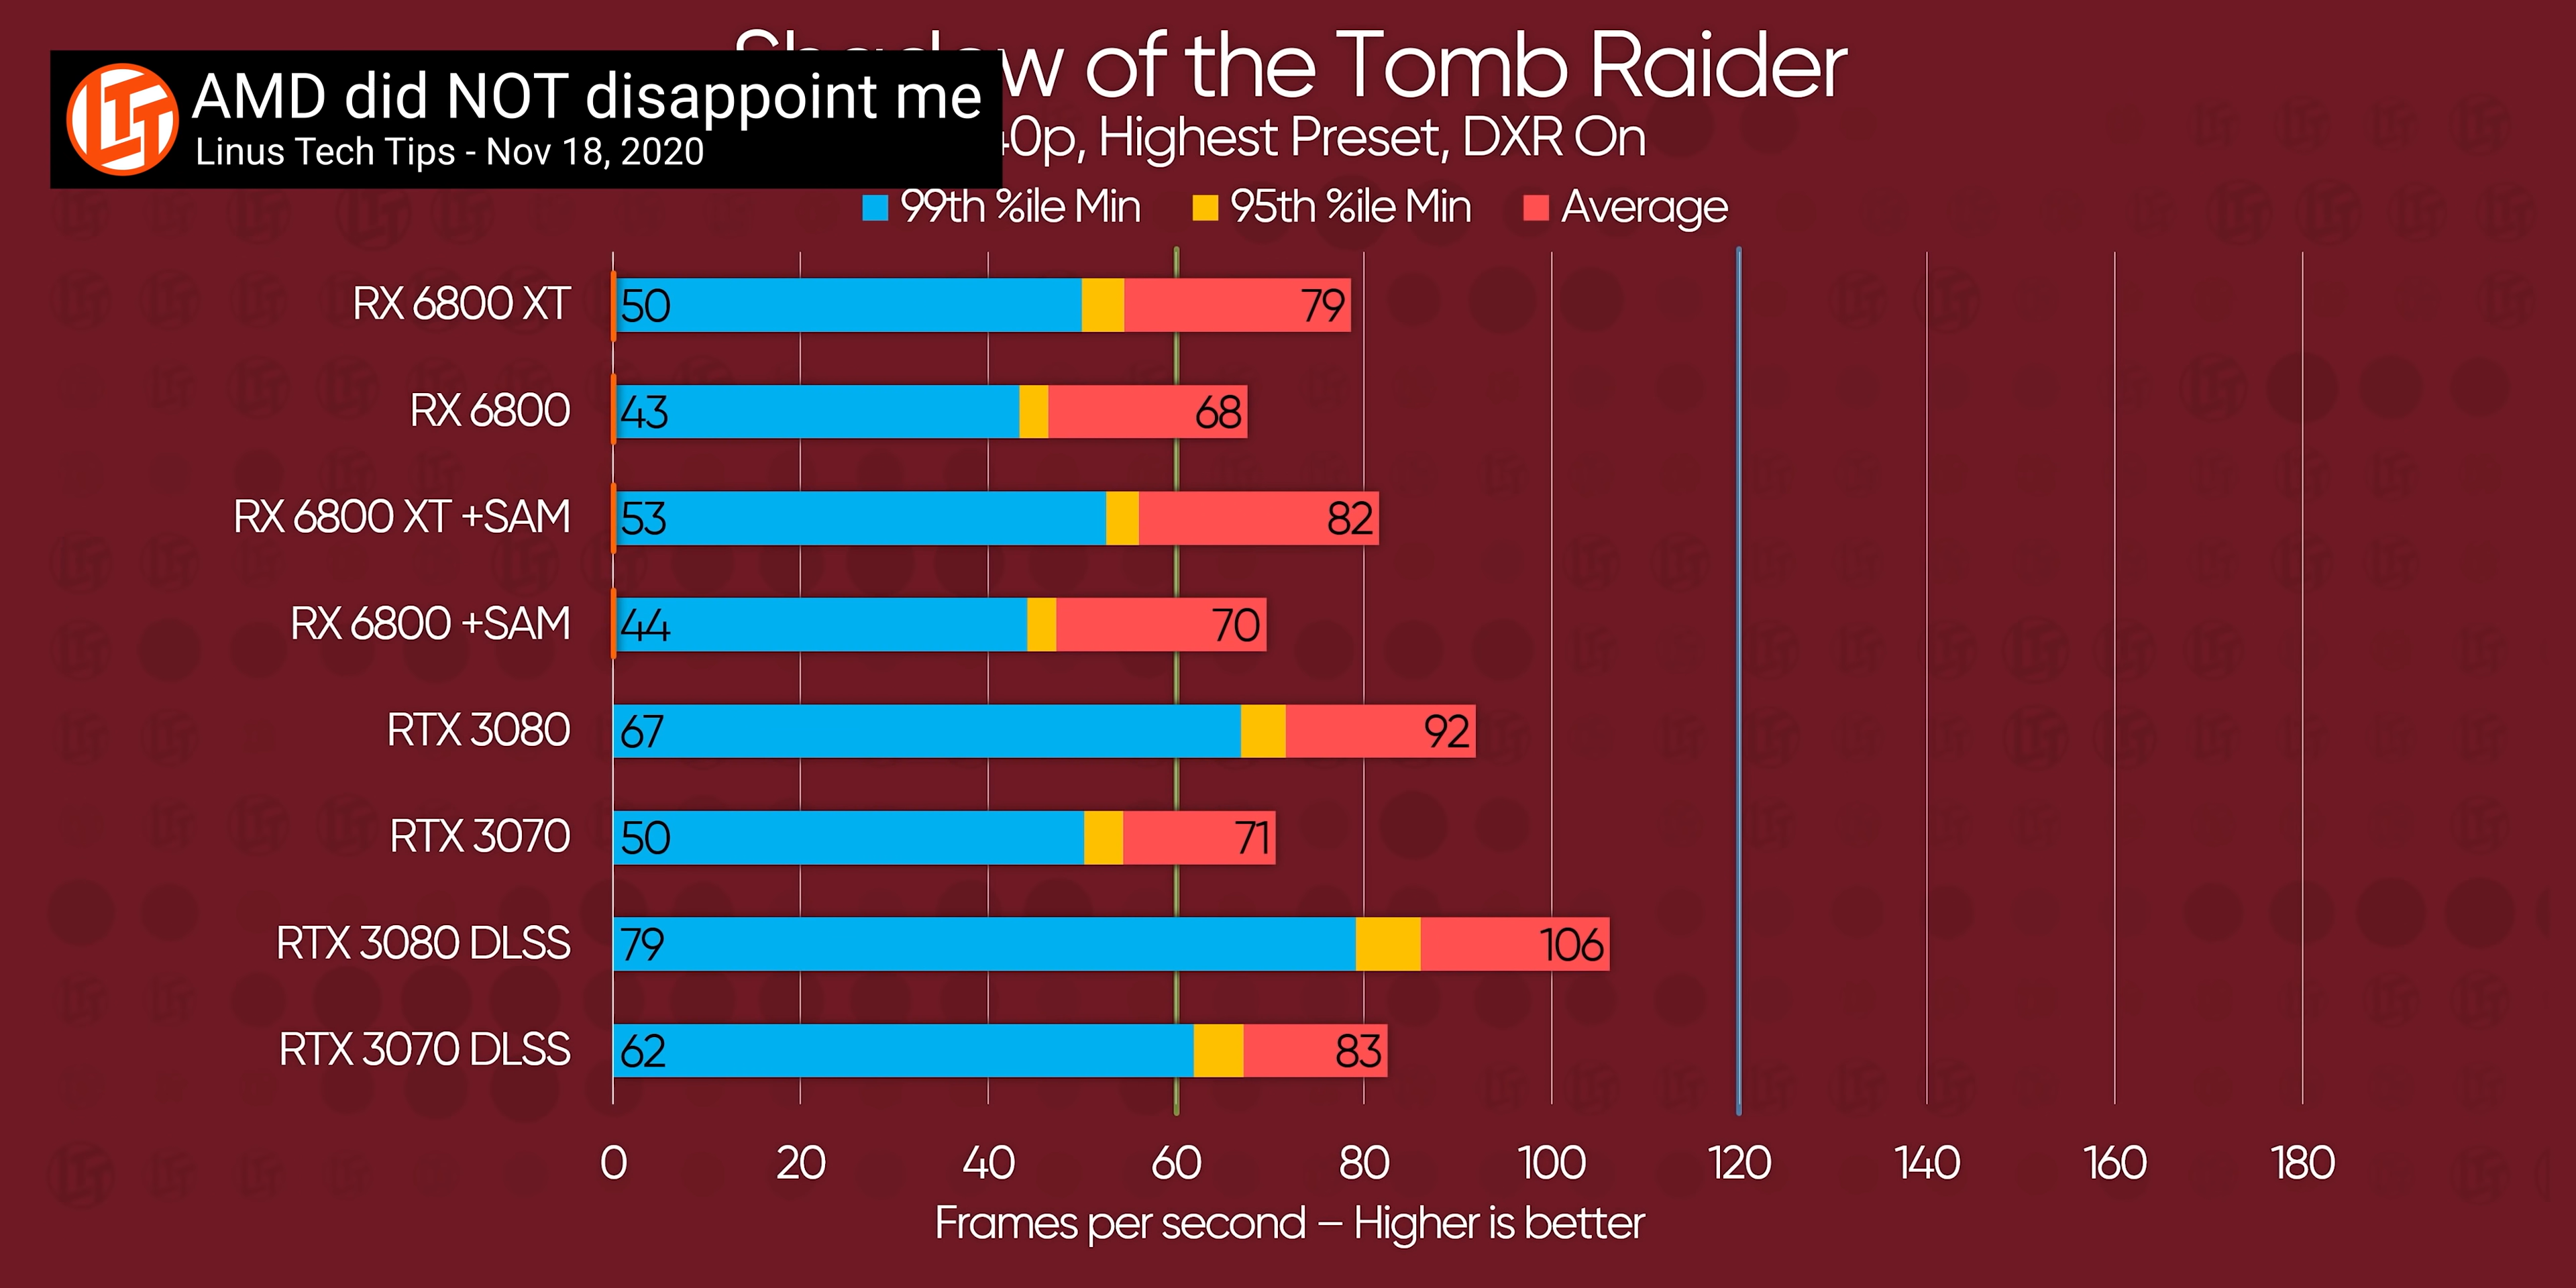 AMD did NOT disappoint me
Linus Tech Tips - Nov 18, 2020
of the Tomb Raider
Highest Preset, DXR On
99th %ile Min 95th %ile Min Average
RX 6800 XT 50 79
RX 6800 43 68
RX 6800 XT +SAM 53 82
RX 6800 +SAM 44 70
RTX 3080 67 92
RTX 3070 50 71
RTX 3080 DLSS 79 106
RTX 3070 DLSS 62 83
0 20 40 60 80 100 120 140 160 180
Frames per second – Higher is better